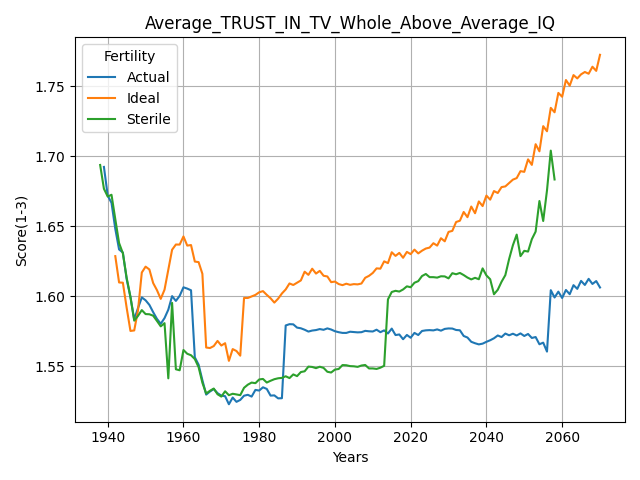 Average_TRUST_IN_TV_Whole_Above_Average_IQ
Fertility
Actual
Ideal
Sterile
Score(1-3)
1.75
1.70
1.65
1.60
1.55
1940 1960 1980 2000 2020 2040 2060
Years